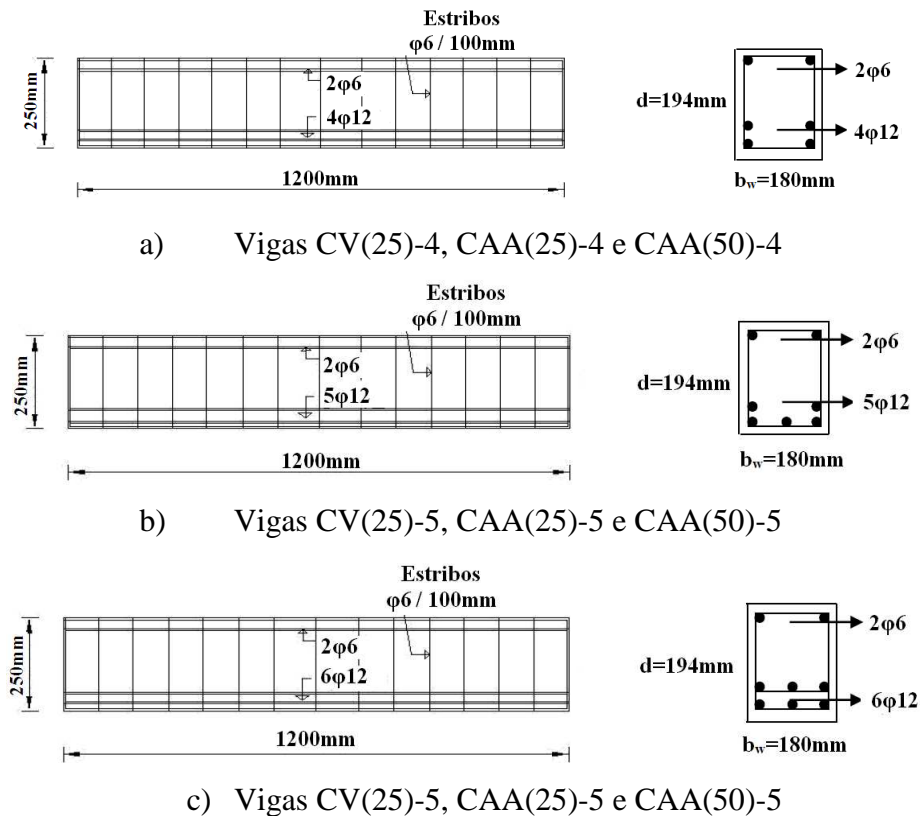 Estribos
φ6 / 100mm
2φ6
4φ12
250mm
1200mm
d=194mm
2φ6
4φ12
bw=180mm
a) Vigas CV(25)-4, CAA(25)-4 e CAA(50)-4
Estribos
φ6 / 100mm
2φ6
5φ12
250mm
1200mm
d=194mm
2φ6
5φ12
bw=180mm
b) Vigas CV(25)-5, CAA(25)-5 e CAA(50)-5
Estribos
φ6 / 100mm
2φ6
6φ12
250mm
1200mm
d=194mm
2φ6
6φ12
bw=180mm
c) Vigas CV(25)-5, CAA(25)-5 e CAA(50)-5